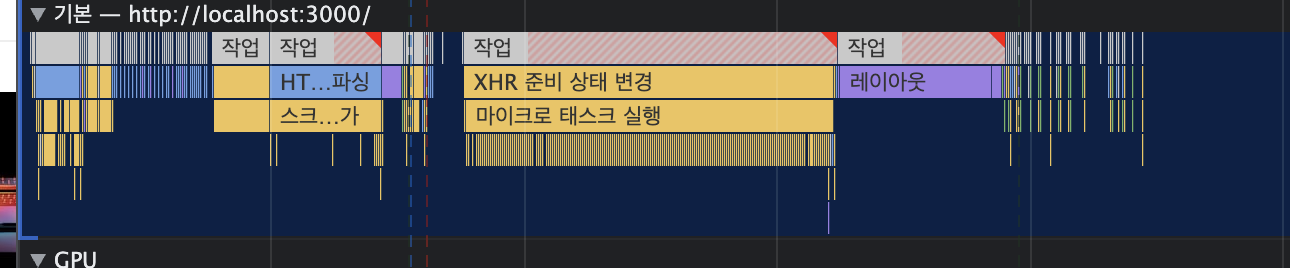 ▼ 기본 — http://localhost:3000/
작업 작업 작업 작업
HT…파싱 XHR 준비 상태 변경 레이아웃
스크…가 마이크로 태스크 실행
▼ GPU